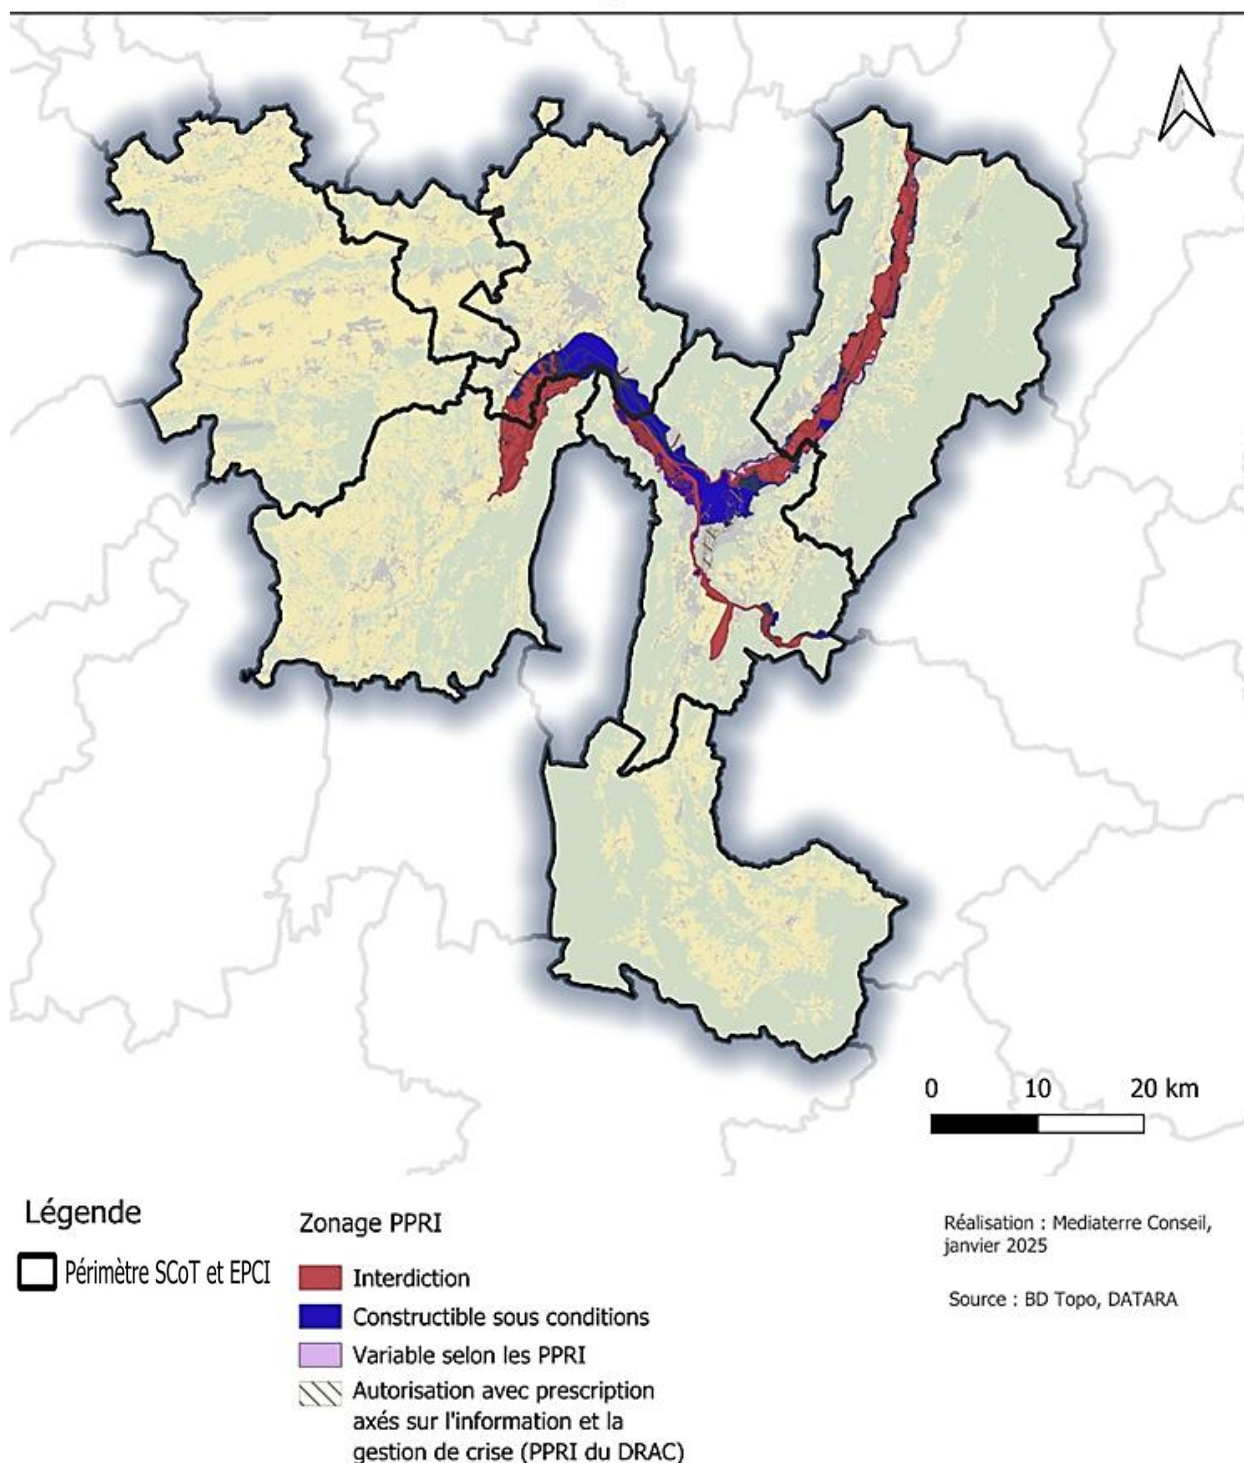 0 10 20 km
Légende
Périmètre SCoT et EPCI
Zonage PPRI
Interdiction
Constructible sous conditions
Variable selon les PPRI
Autorisation avec prescription
axés sur l'information et la
gestion de crise (PPRI du DRAC)
Réalisation : Mediaterre Conseil,
janvier 2025
Source : BD Topo, DATARA